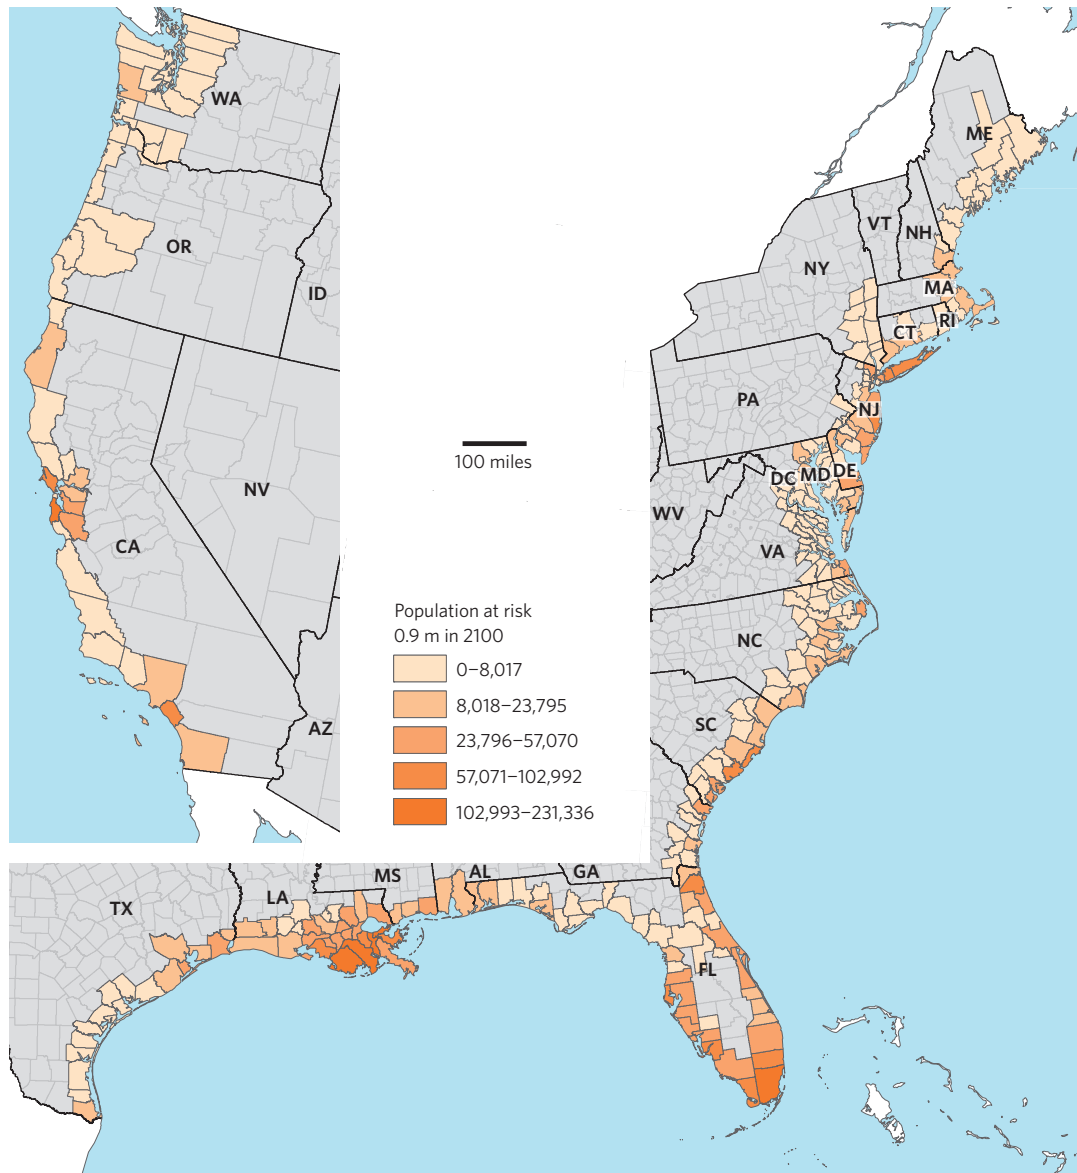 WA
OR
ID
NV
CA
AZ
ME
VT
NH
NY
MA
CT
RI
PA
NJ
DC
MD
DE
WV
VA
NC
SC
100 miles
Population at risk
0.9 m in 2100
0–8,017
8,018–23,795
23,796–57,070
57,071–102,992
102,993–231,336
TX
LA
MS
AL
GA
FL